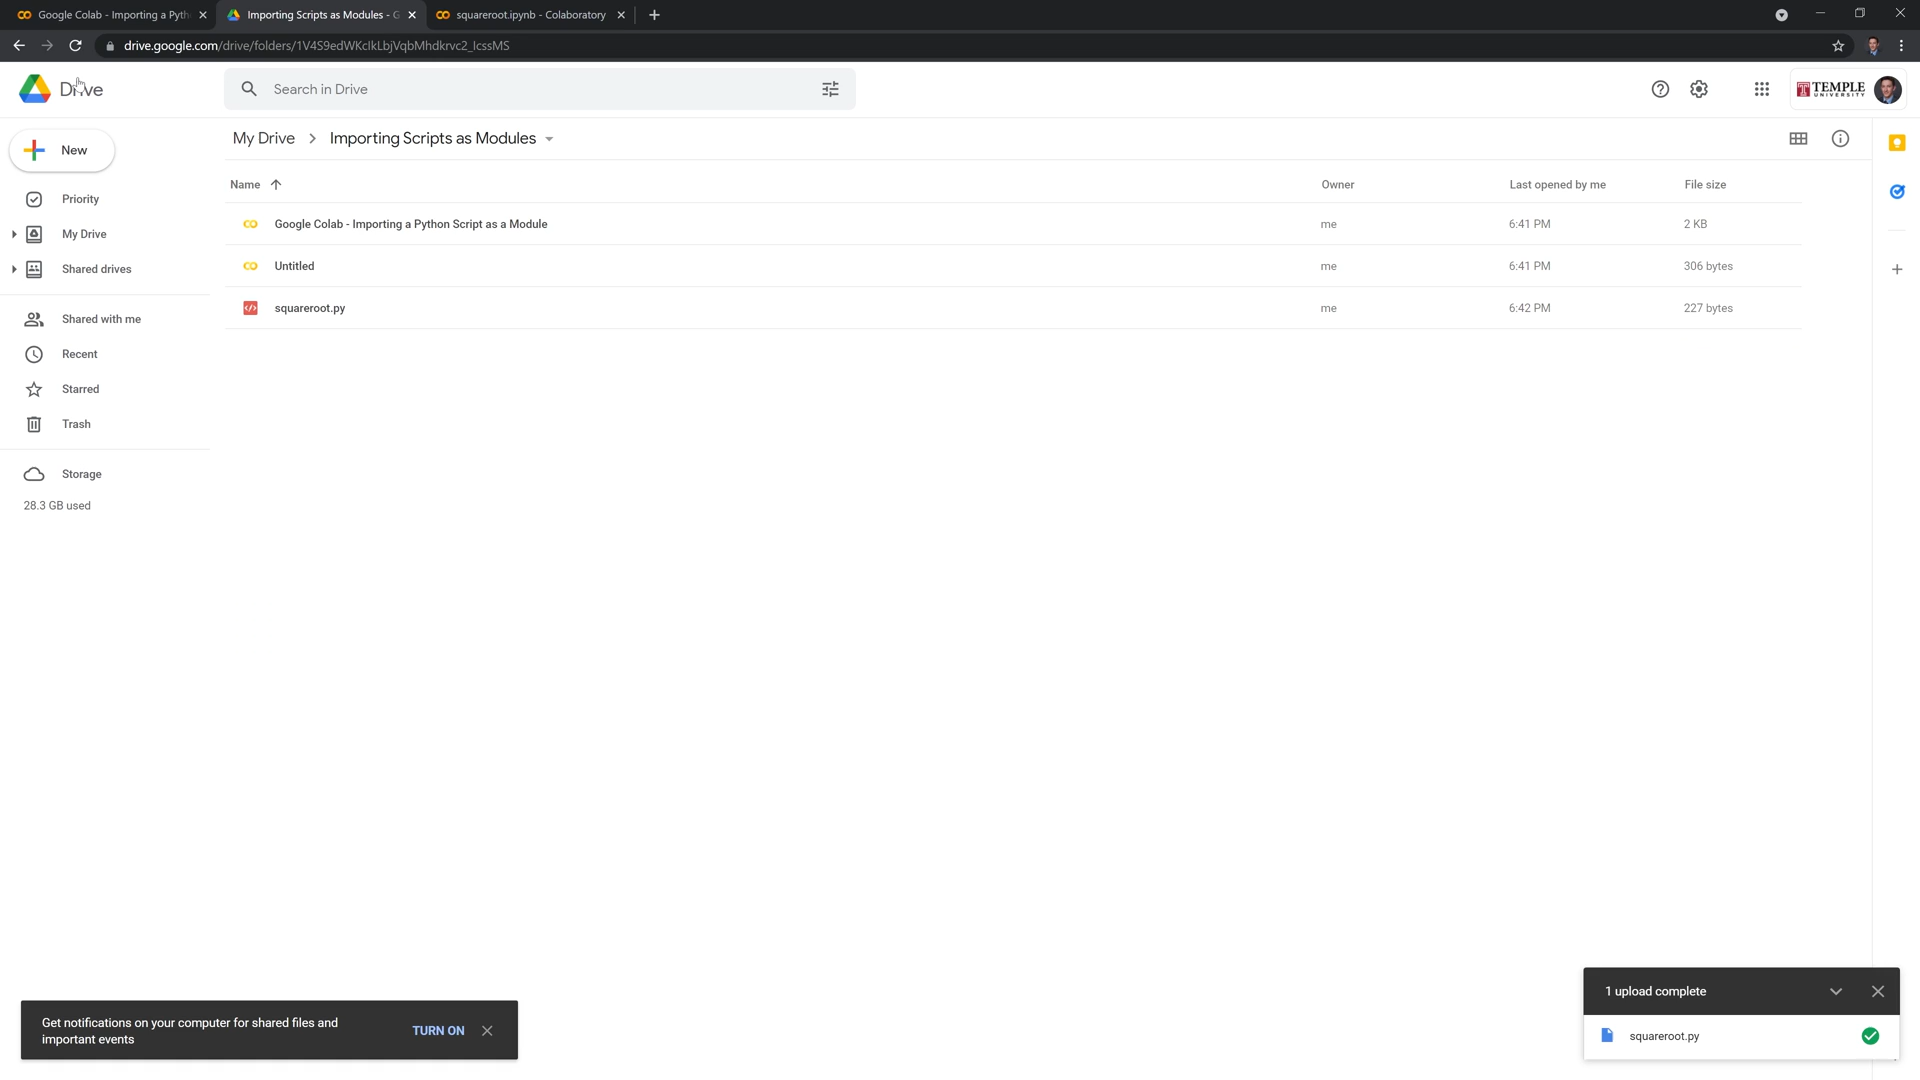 Google Colab - Importing a Pyth
Importing Scripts as Modules - G
squareroot.ipynb - Colaboratory
drive.google.com/drive/folders/1V4S9edWKclkLbjVqbMhdkrvc2_lcssMS
Drive
Search in Drive
TEMPLE
UNIVERSITY
New
My Drive
Importing Scripts as Modules
Name
Owner
Last opened by me
File size
Priority
My Drive
Shared drives
Shared with me
Recent
Starred
Trash
Storage
28.3 GB used
Google Colab - Importing a Python Script as a Module
me
6:41 PM
2 KB
Untitled
me
6:41 PM
306 bytes
squareroot.py
me
6:42 PM
227 bytes
Get notifications on your computer for shared files and
important events
TURN ON
1 upload complete
squareroot.py